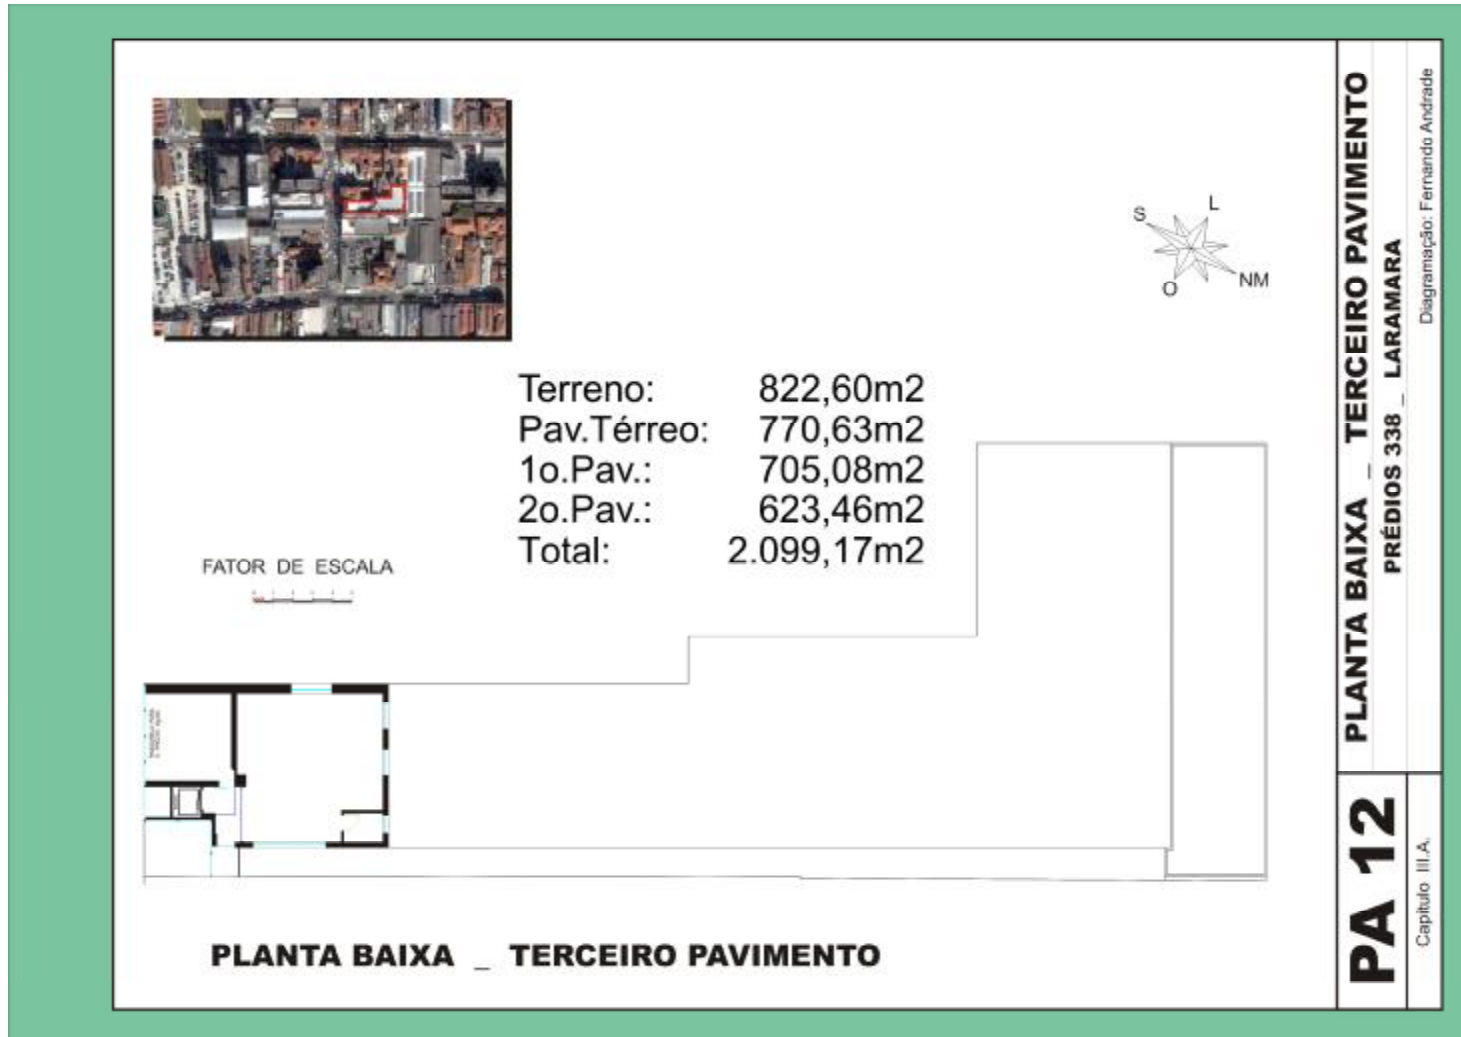 S
L
O
NM
Terreno: 822,60m2
Pav.Térreo: 770,63m2
1o.Pav.: 705,08m2
2o.Pav.: 623,46m2
Total: 2.099,17m2
FATOR DE ESCALA
PLANTA BAIXA _ TERCEIRO PAVIMENTO
PLANTA BAIXA _ TERCEIRO PAVIMENTO
PRÉDIOS 338 _ LARAMARA
Diagramação: Fernando Andrade
PA 12
Capítulo III.A.